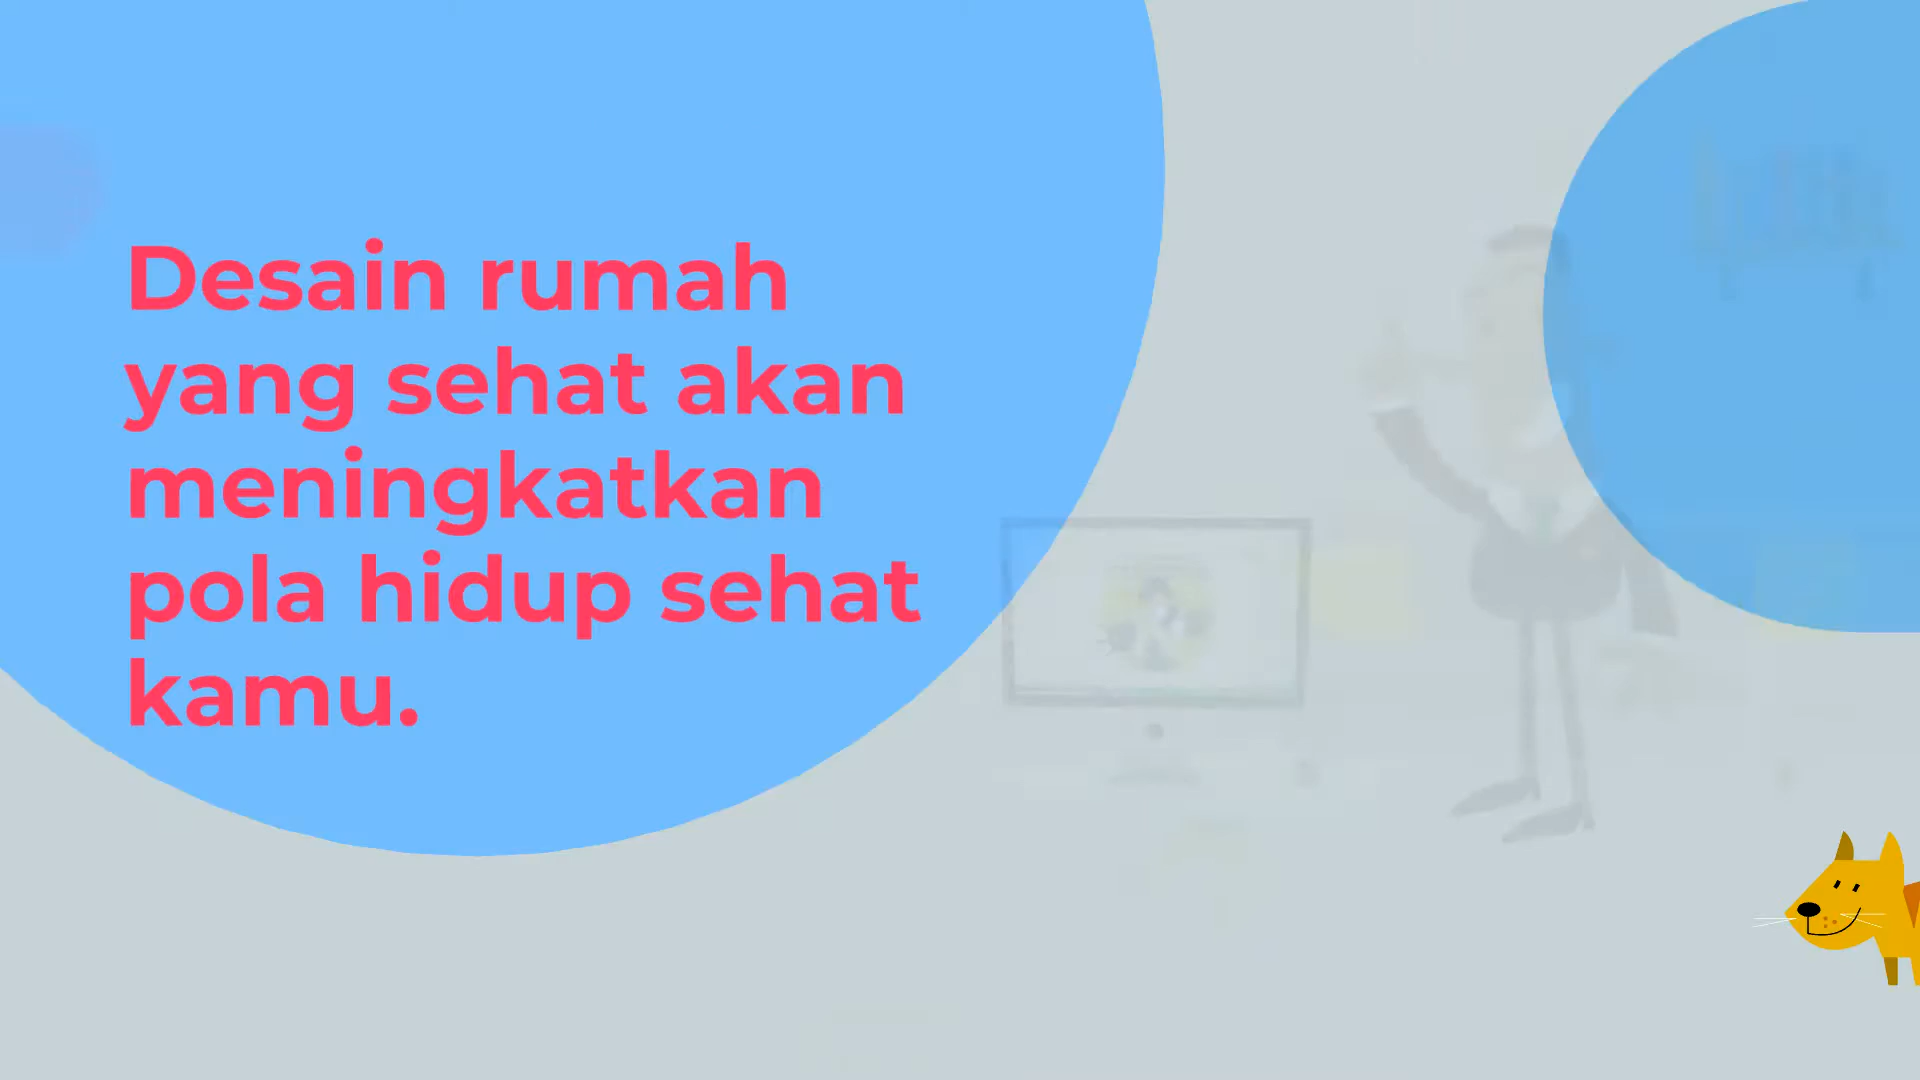 Desain rumah
yang sehat akan
meningkatkan
pola hidup sehat
kamu.